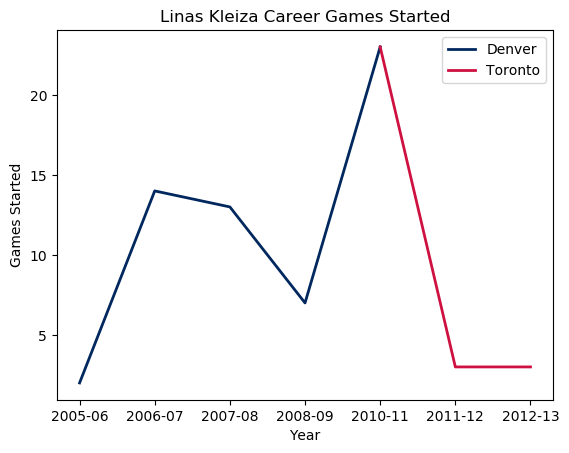 Linas Kleiza Career Games Started
Denver
Toronto
20
15
10
5
Games Started
2005-06 2006-07 2007-08 2008-09 2010-11 2011-12 2012-13
Year